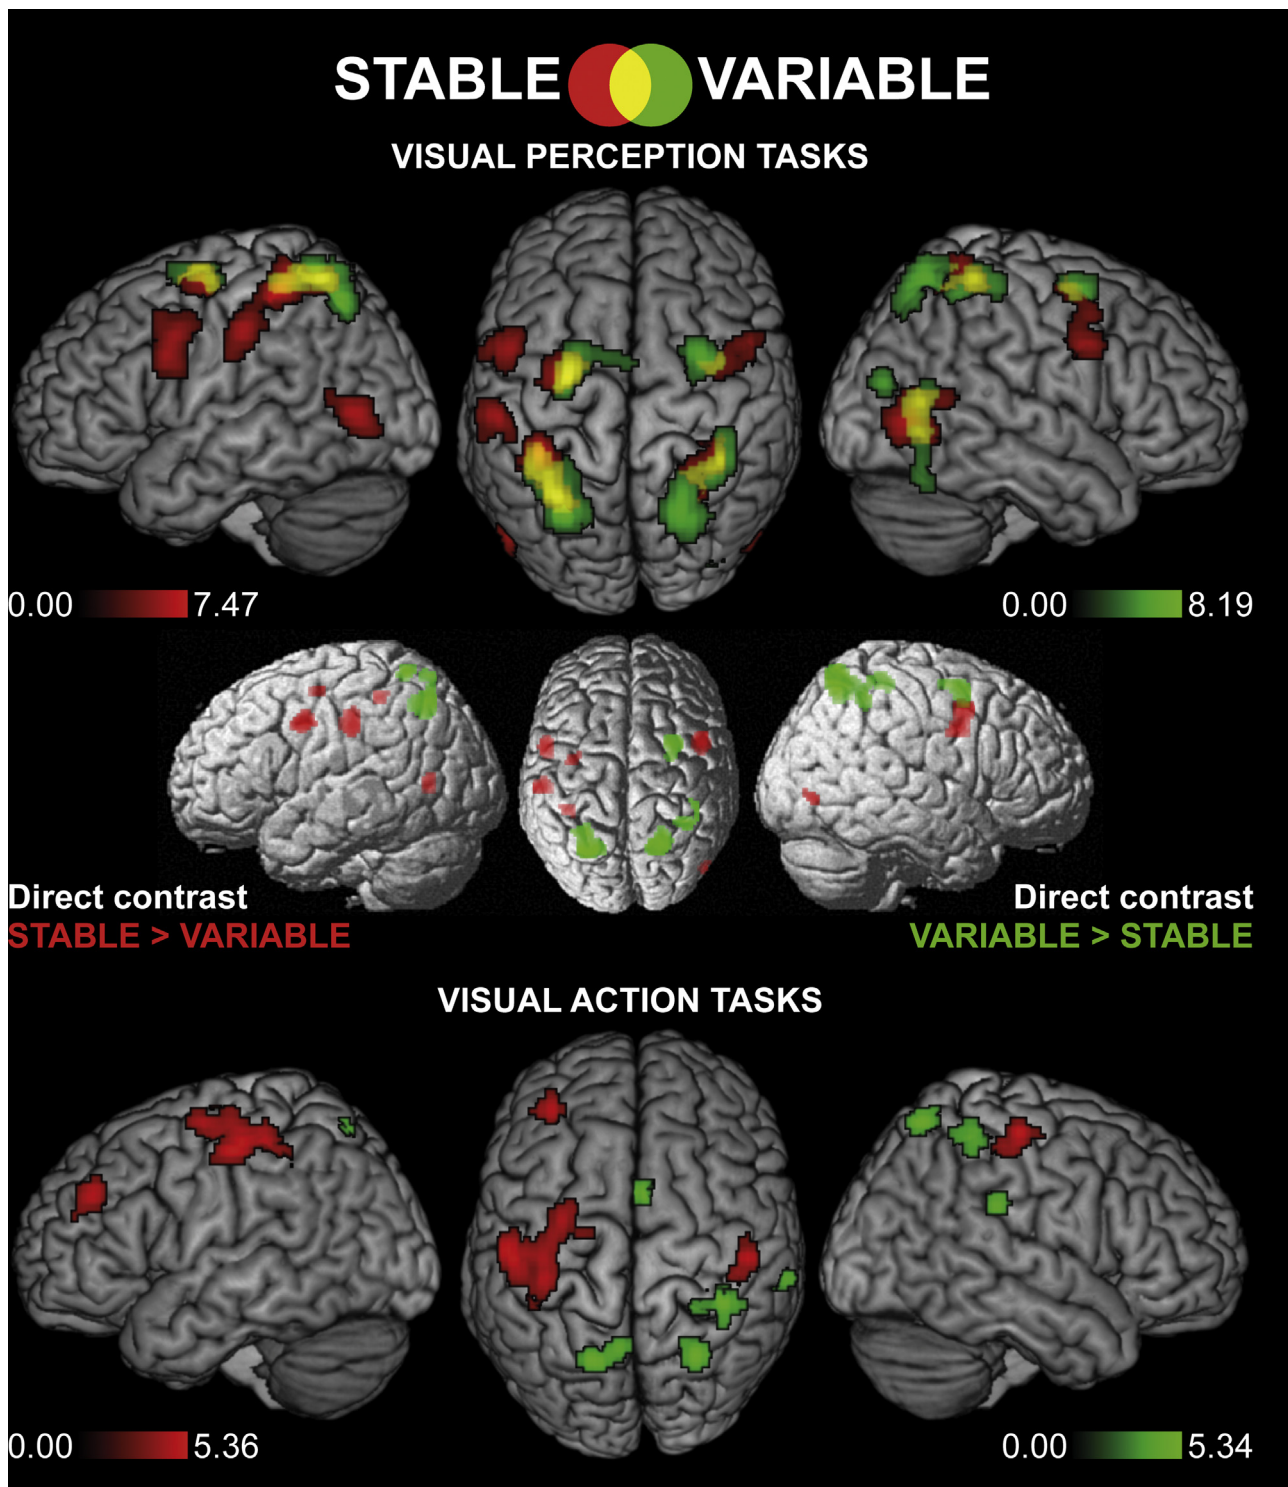 STABLE VARIABLE
VISUAL PERCEPTION TASKS
0.00 7.47
0.00 8.19
Direct contrast
STABLE > VARIABLE
Direct contrast
VARIABLE > STABLE
VISUAL ACTION TASKS
0.00 5.36
0.00 5.34